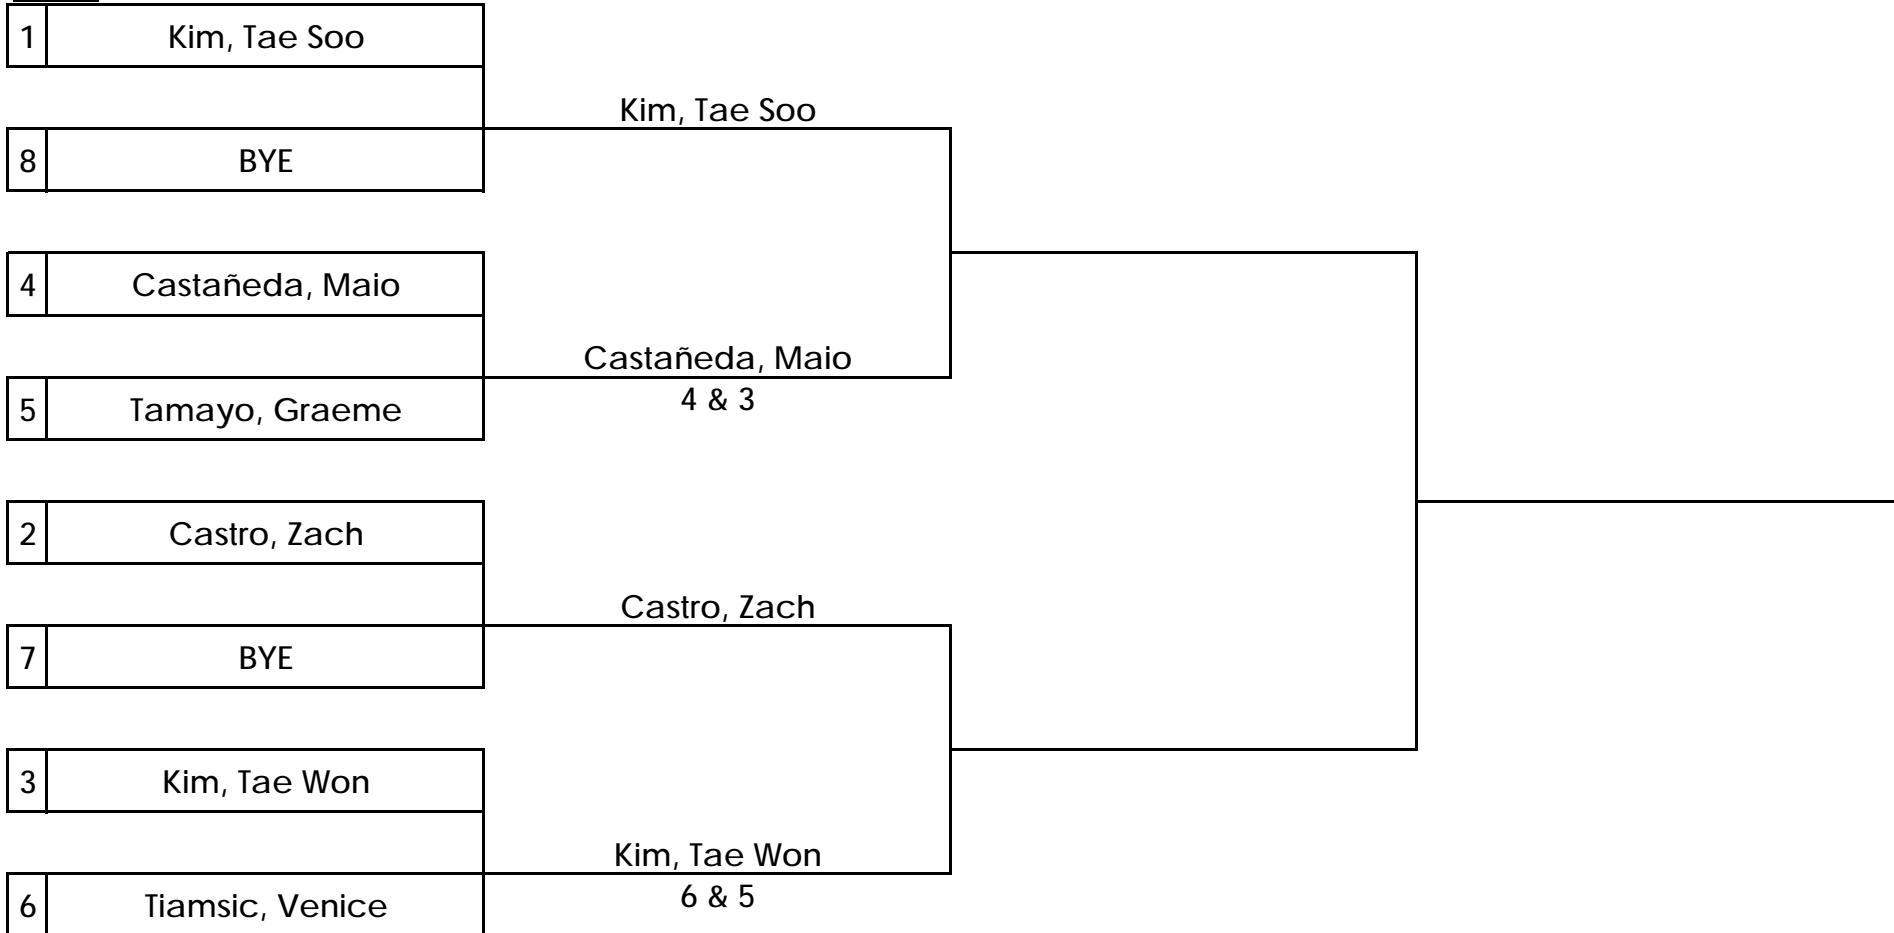 1 Kim, Tae Soo
Kim, Tae Soo
8 BYE
4 Castañeda, Maio
Castañeda, Maio
4 & 3
5 Tamayo, Graeme
2 Castro, Zach
Castro, Zach
7 BYE
3 Kim, Tae Won
Kim, Tae Won
6 & 5
6 Tiamsic, Venice